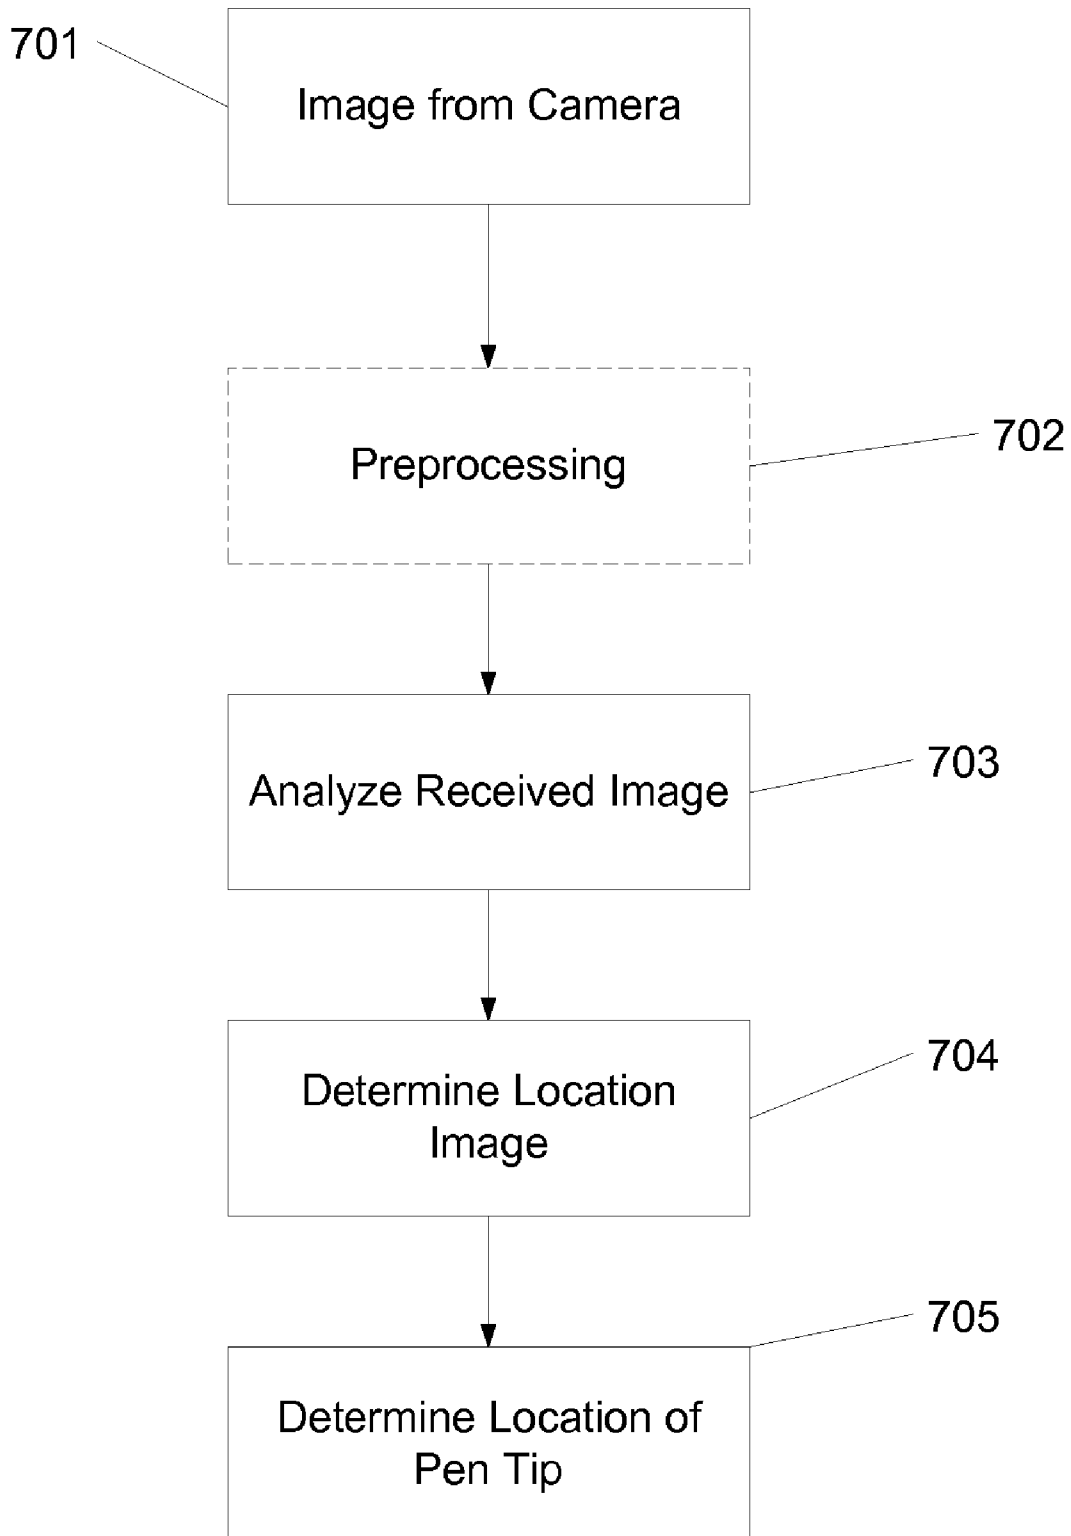 701
Image from Camera
Preprocessing
702
Analyze Received Image
703
Determine Location
Image
704
Determine Location of
Pen Tip
705